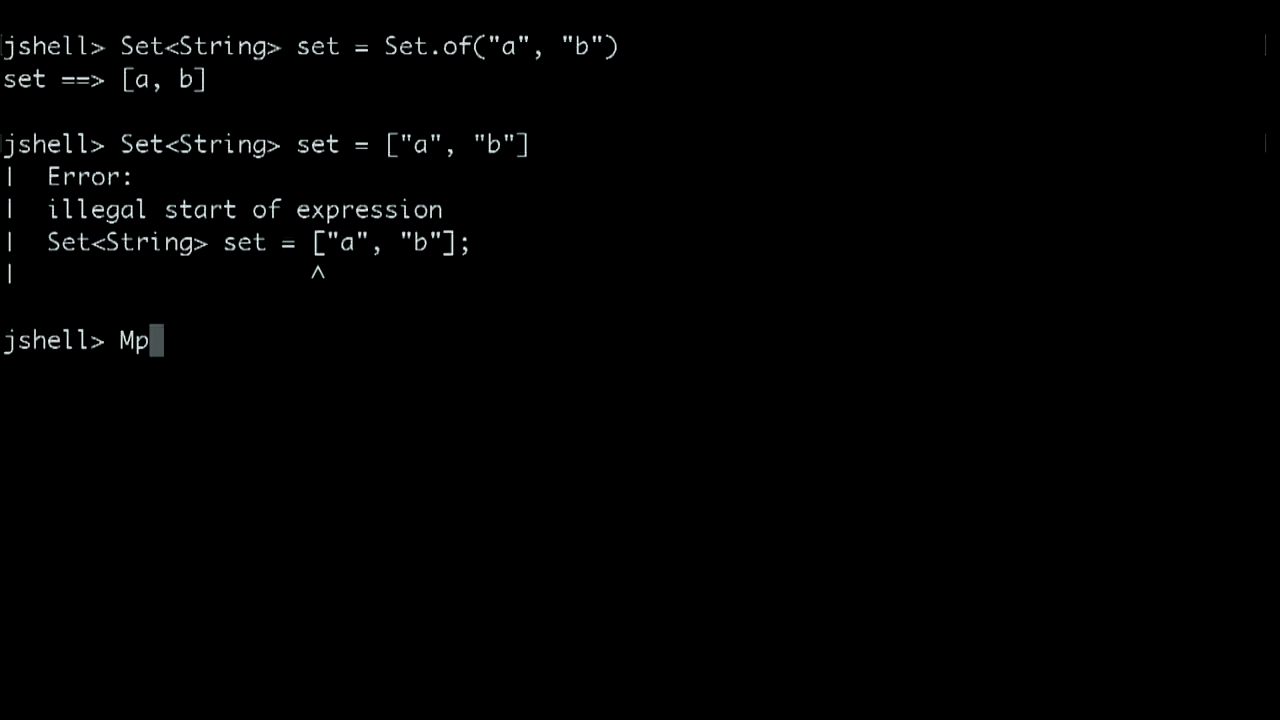 jshell> Set<String> set = Set.of("a", "b")
set ==> [a, b]
jshell> Set<String> set = ["a", "b"]
|  Error:
|  illegal start of expression
|  Set<String> set = ["a", "b"];
|                    ^
jshell> Mp